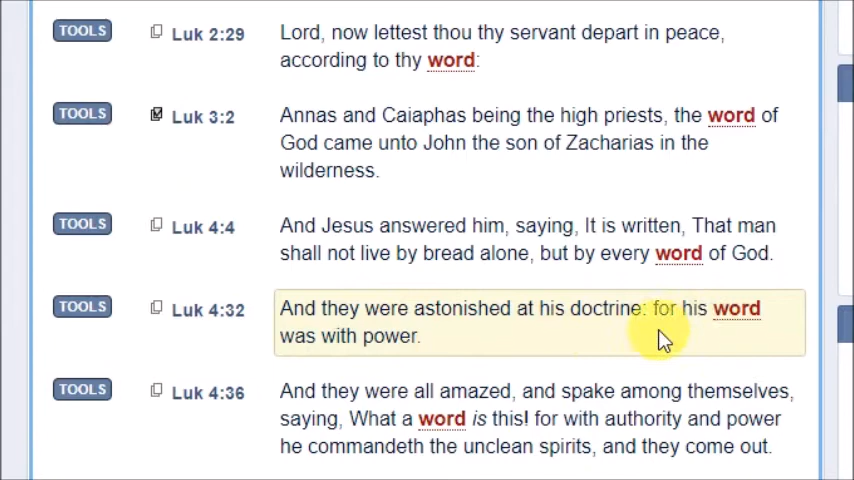 TOOLS Luk 2:29 Lord, now lettest thou thy servant depart in peace,
according to thy word:
TOOLS Luk 3:2 Annas and Caiaphas being the high priests, the word of
God came unto John the son of Zacharias in the
wilderness.
TOOLS Luk 4:4 And Jesus answered him, saying, It is written, That man
shall not live by bread alone, but by every word of God.
TOOLS Luk 4:32 And they were astonished at his doctrine: for his word
was with power.
TOOLS Luk 4:36 And they were all amazed, and spake among themselves,
saying, What a word is this! for with authority and power
he commandeth the unclean spirits, and they come out.